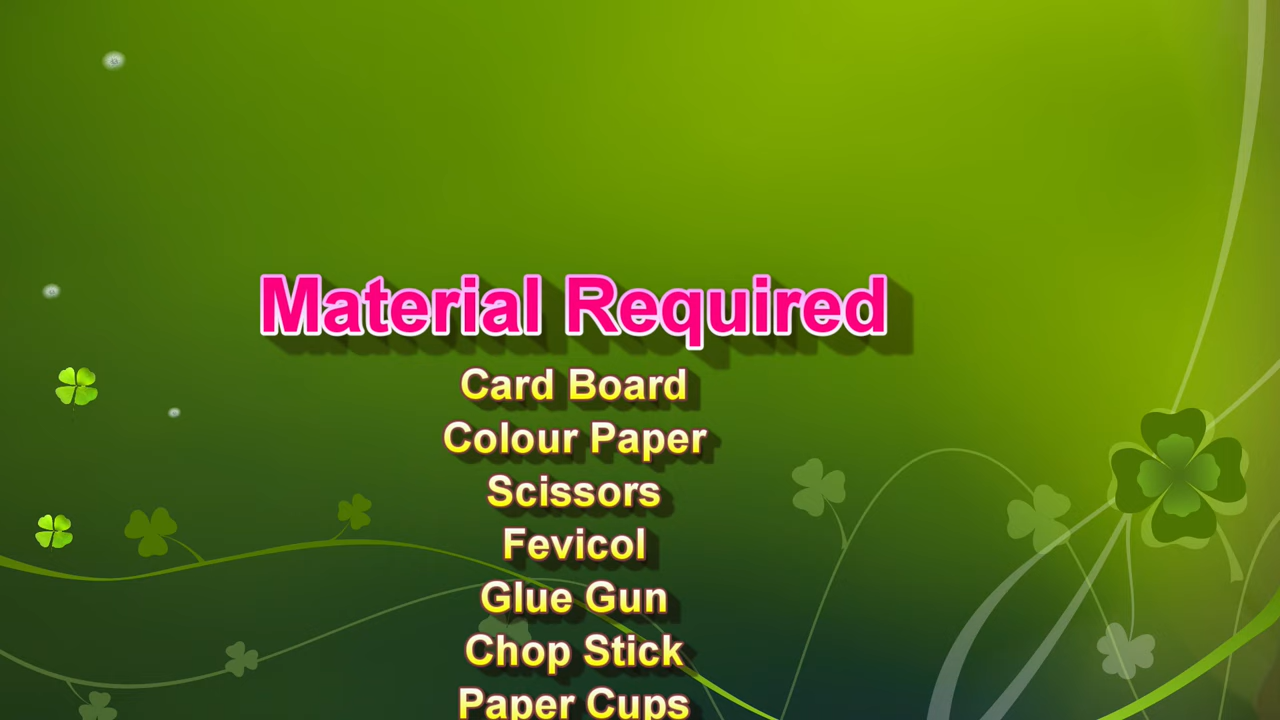 Material Required
Card Board
Colour Paper
Scissors
Fevicol
Glue Gun
Chop Stick
Paper Cups